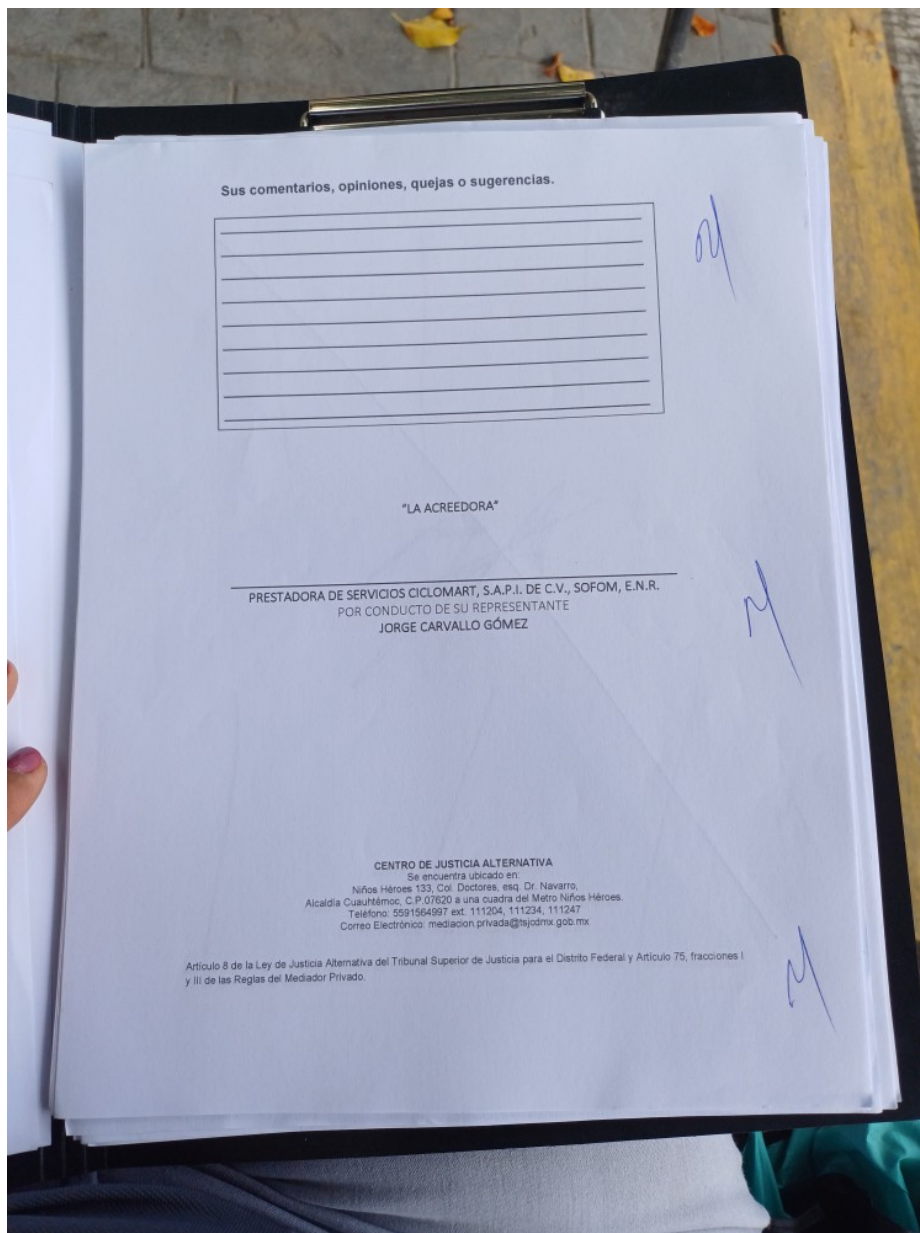 Sus comentarios, opiniones, quejas o sugerencias.
"LA ACREEDORA"
PRESTADORA DE SERVICIOS CICLOMART, S.A.P.I. DE C.V., SOFOM, E.N.R.
POR CONDUCTO DE SU REPRESENTANTE
JORGE CARVALLO GÓMEZ
CENTRO DE JUSTICIA ALTERNATIVA
Se encuentra ubicado en:
Niños Héroes 133, Col. Doctores, esq. Dr. Navarro,
Alcaldía Cuauhtémoc, C.P.07620 a una cuadra del Metro Niños Héroes.
Teléfono: 5591564997 ext. 111204, 111234, 111247
Correo Electrónico: mediacion.privada@tsjcdmx.gob.mx
Artículo 8 de la Ley de Justicia Alternativa del Tribunal Superior de Justicia para el Distrito Federal y Artículo 75, fracciones I
y III de las Reglas del Mediador Privado.